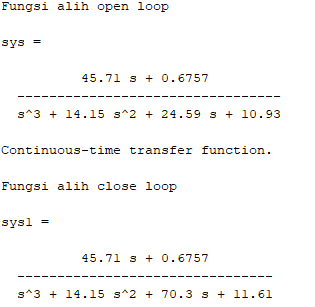 Fungsi alih open loop
sys =
45.71 s + 0.6757
---------------------------------
s^3 + 14.15 s^2 + 24.59 s + 10.93
Continuous-time transfer function.
Fungsi alih close loop
sys1 =
45.71 s + 0.6757
--------------------------------
s^3 + 14.15 s^2 + 70.3 s + 11.61